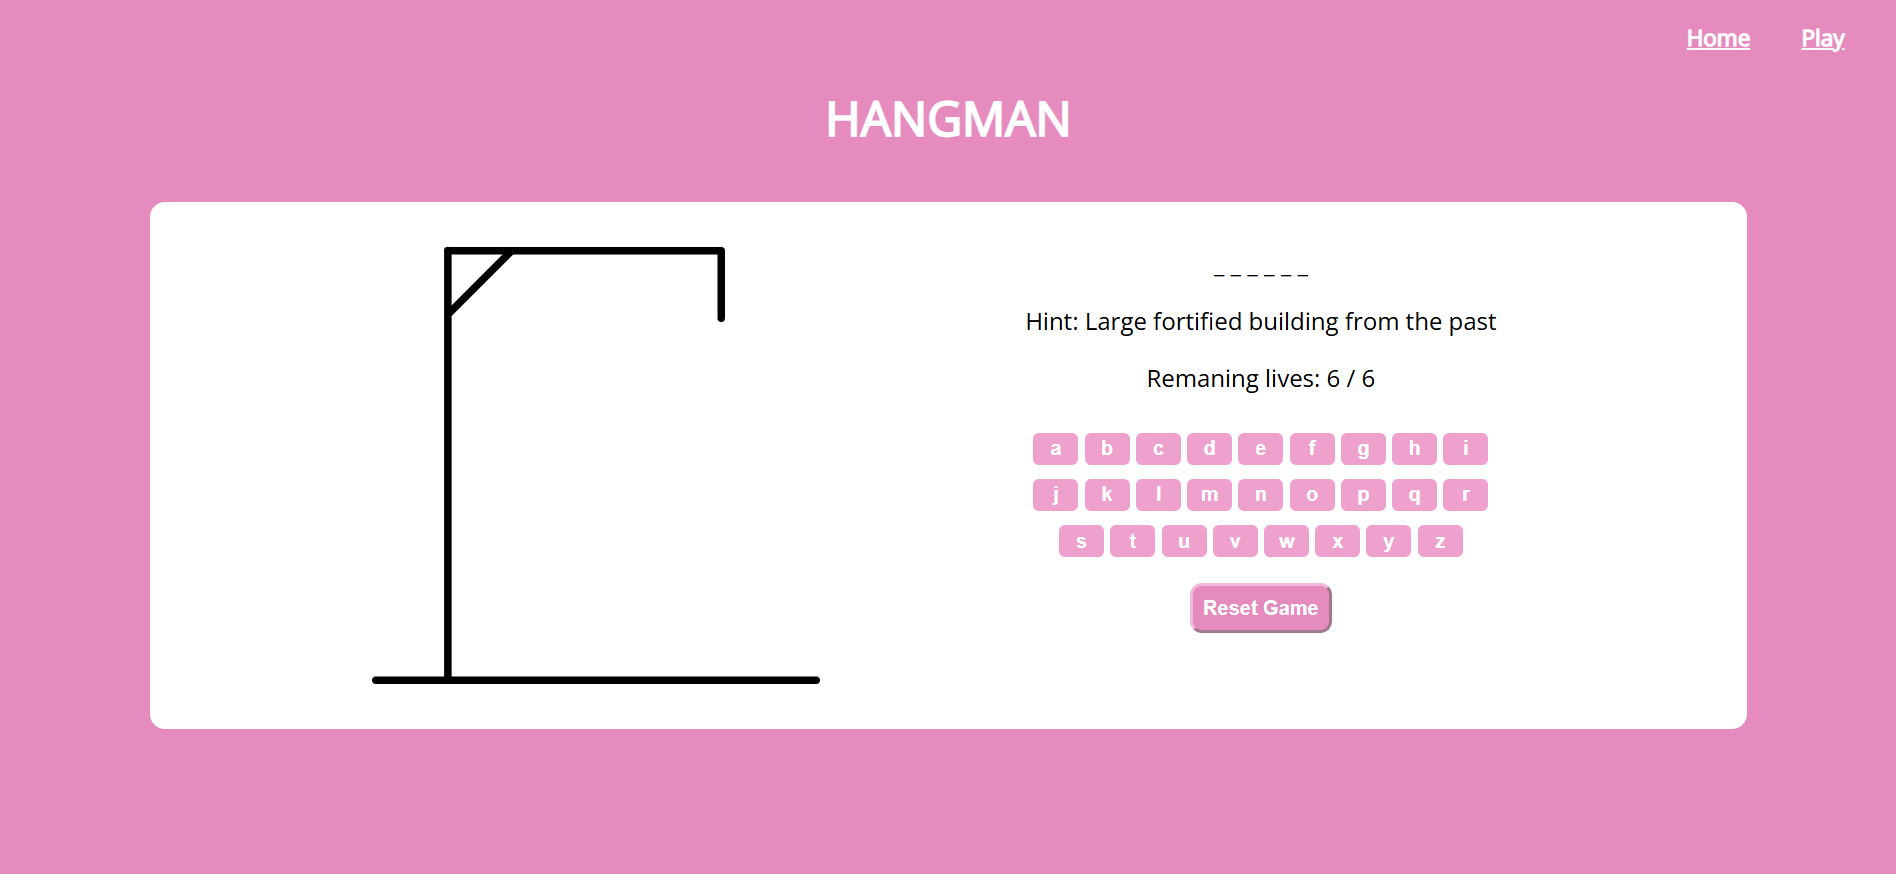 Home Play
HANGMAN
_ _ _ _ _ _
Hint: Large fortified building from the past
Remaning lives: 6 / 6
a b c d e f g h i
j k l m n o p q r
s t u v w x y z
Reset Game